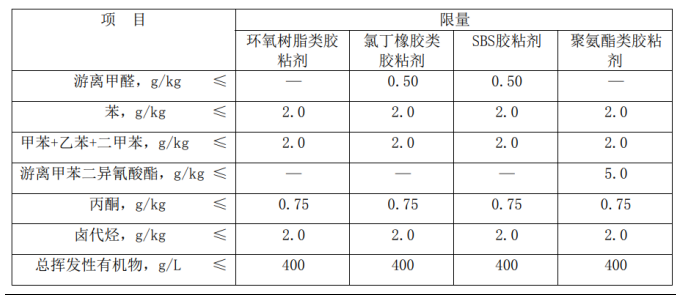 项 目 限量
环氧树脂类胶粘剂 氯丁橡胶类胶粘剂 SBS胶粘剂 聚氨酯类胶粘剂
游离甲醛，g/kg ≤ — 0.50 0.50 —
苯，g/kg ≤ 2.0 2.0 2.0 2.0
甲苯+乙苯+二甲苯，g/kg ≤ 2.0 2.0 2.0 2.0
游离甲苯二异氰酸酯，g/kg ≤ — — — 5.0
丙酮，g/kg ≤ 0.75 0.75 0.75 0.75
卤代烃，g/kg ≤ 2.0 2.0 2.0 2.0
总挥发性有机物，g/L ≤ 400 400 400 400